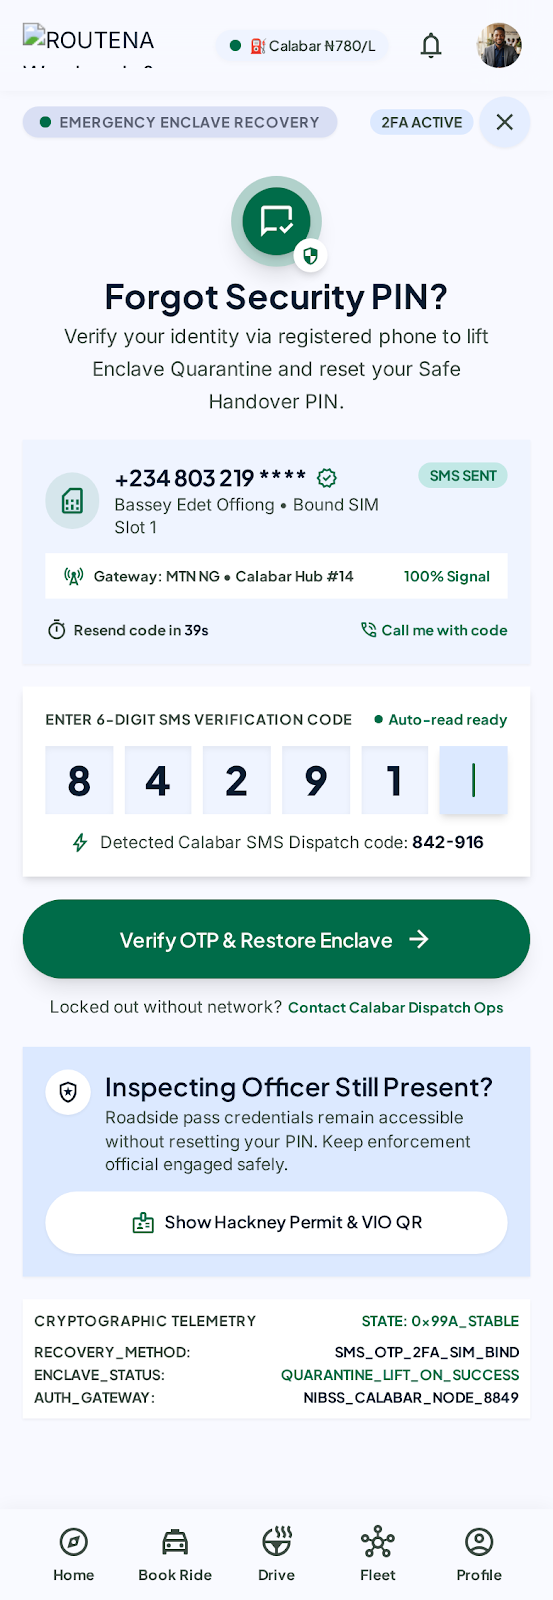 ROUTENA
Calabar ₦780/L
EMERGENCY ENCLAVE RECOVERY
2FA ACTIVE
Forgot Security PIN?
Verify your identity via registered phone to lift
Enclave Quarantine and reset your Safe
Handover PIN.
+234 803 219 ****
SMS SENT
Bassey Edet Offiong • Bound SIM
Slot 1
Gateway: MTN NG • Calabar Hub #14
100% Signal
Resend code in 39s
Call me with code
ENTER 6-DIGIT SMS VERIFICATION CODE
Auto-read ready
8 4 2 9 1
Detected Calabar SMS Dispatch code: 842-916
Verify OTP & Restore Enclave
Locked out without network? Contact Calabar Dispatch Ops
Inspecting Officer Still Present?
Roadside pass credentials remain accessible
without resetting your PIN. Keep enforcement
official engaged safely.
Show Hackney Permit & VIO QR
CRYPTOGRAPHIC TELEMETRY
STATE: 0x99A_STABLE
RECOVERY_METHOD: SMS_OTP_2FA_SIM_BIND
ENCLAVE_STATUS: QUARANTINE_LIFT_ON_SUCCESS
AUTH_GATEWAY: NIBSS_CALABAR_NODE_8849
Home
Book Ride
Drive
Fleet
Profile